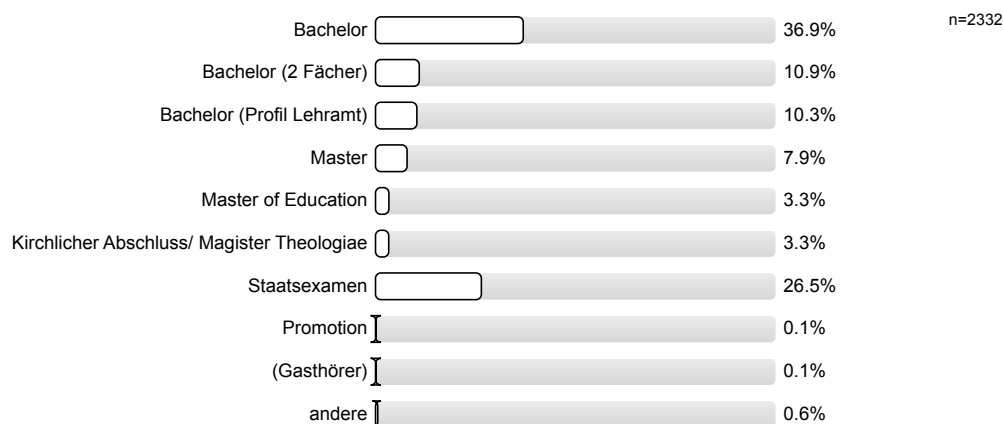 n=2332
Bachelor 36.9%
Bachelor (2 Fächer) 10.9%
Bachelor (Profil Lehramt) 10.3%
Master 7.9%
Master of Education 3.3%
Kirchlicher Abschluss/ Magister Theologiae 3.3%
Staatsexamen 26.5%
Promotion 0.1%
(Gasthörer) 0.1%
andere 0.6%